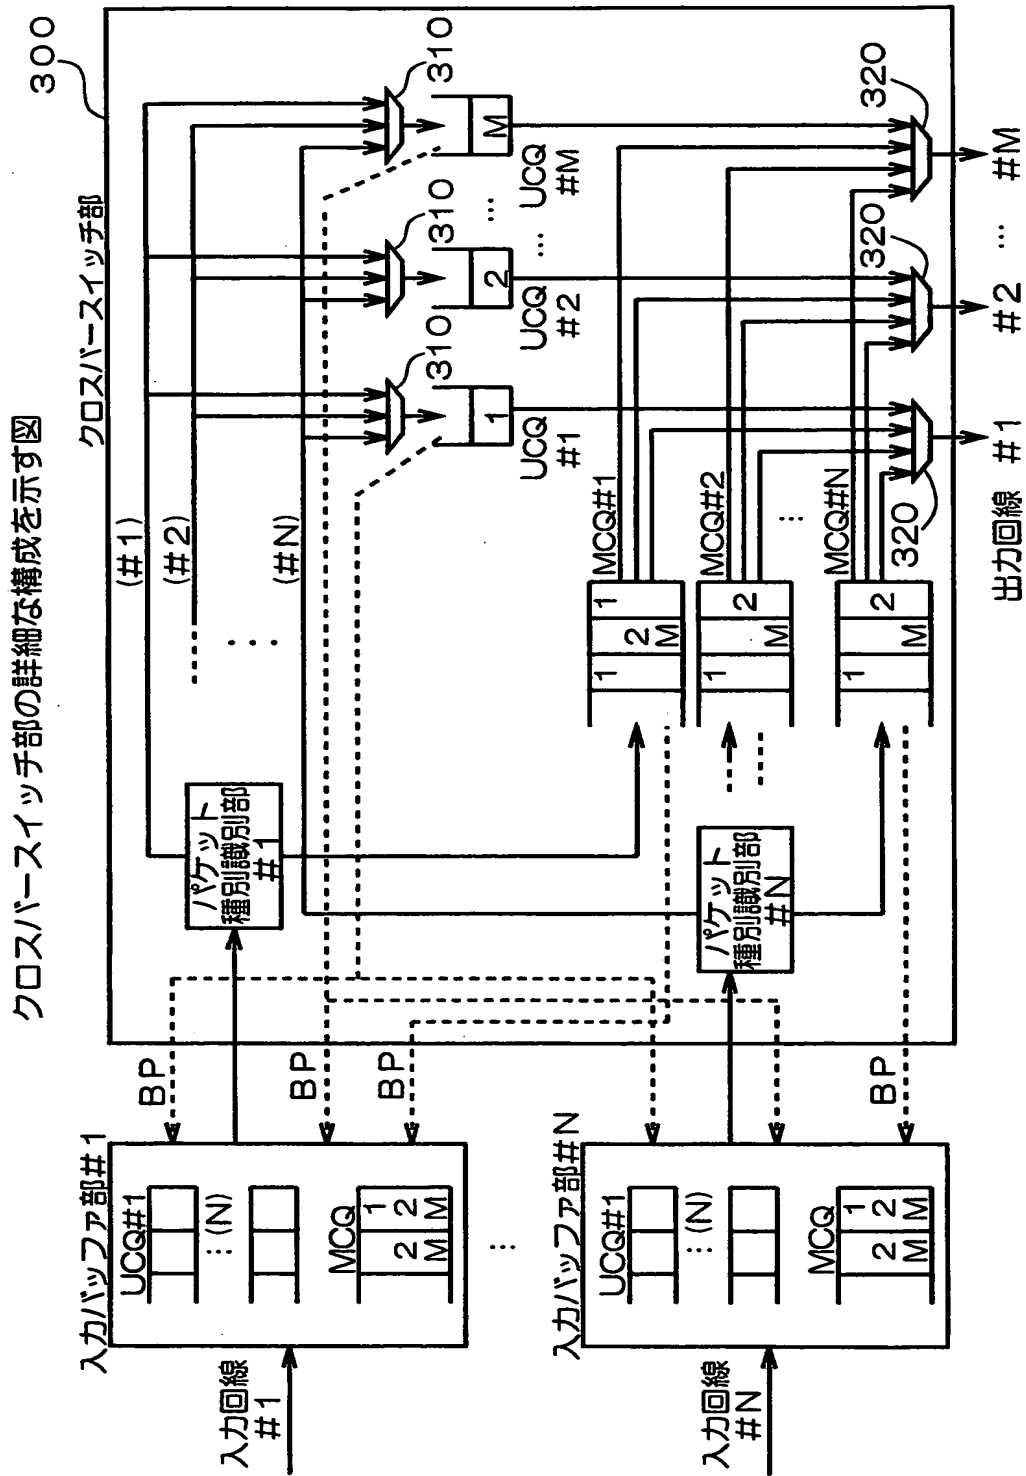 クロスバースイッチ部の詳細な構成を示す図
300
クロスバースイッチ部
(#1)
(#2)
(#N)
⋮
310
310
310
1
2
M
UCQ
#1
UCQ
#2
…
…
UCQ
#M
パケット
種別識別部
#1
パケット
種別識別部
#N
MCQ#1
1
2
M
1
MCQ#2
2
M
1
⋮
MCQ#N
2
M
1
320
320
320
BP
BP
BP
BP
入力バッファ部#1
UCQ#1
⋮(N)
MCQ
2
M
1
2
M
⋮
入力バッファ部#N
UCQ#1
⋮(N)
MCQ
2
M
1
2
M
入力回線
#1
入力回線
#N
出力回線
#1
#2
…
#M